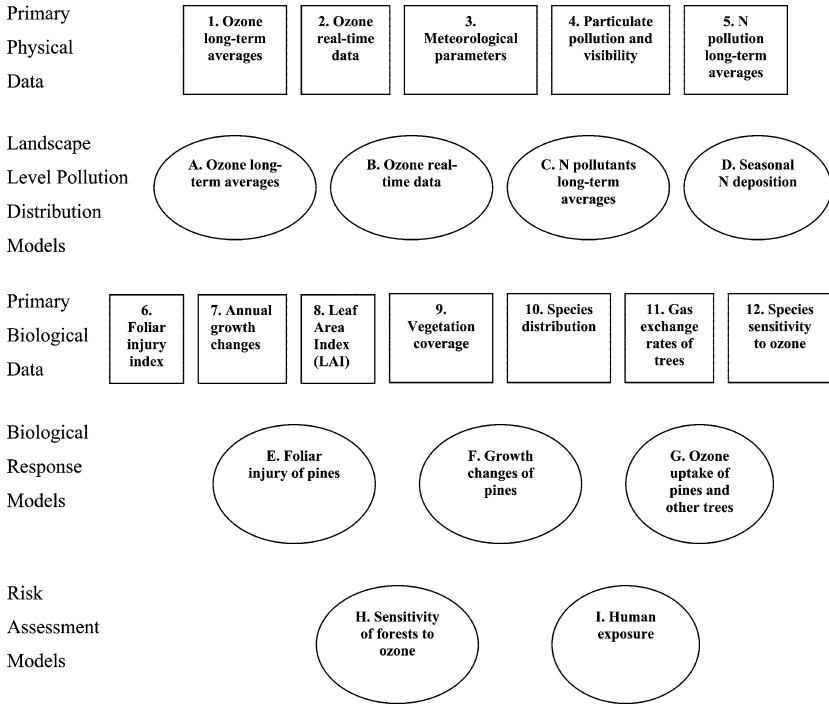 Primary
Physical
Data
1. Ozone
long-term
averages
2. Ozone
real-time
data
3.
Meteorological
parameters
4. Particulate
pollution and
visibility
5. N
pollution
long-term
averages
Landscape
Level Pollution
Distribution
Models
A. Ozone long-
term averages
B. Ozone real-
time data
C. N pollutants
long-term
averages
D. Seasonal
N deposition
Primary
Biological
Data
6.
Foliar
injury
index
7. Annual
growth
changes
8. Leaf
Area
Index
(LAI)
9.
Vegetation
coverage
10. Species
distribution
11. Gas
exchange
rates of
trees
12. Species
sensitivity
to ozone
Biological
Response
Models
E. Foliar
injury of pines
F. Growth
changes of
pines
G. Ozone
uptake of
pines and
other trees
Risk
Assessment
Models
H. Sensitivity
of forests to
ozone
I. Human
exposure